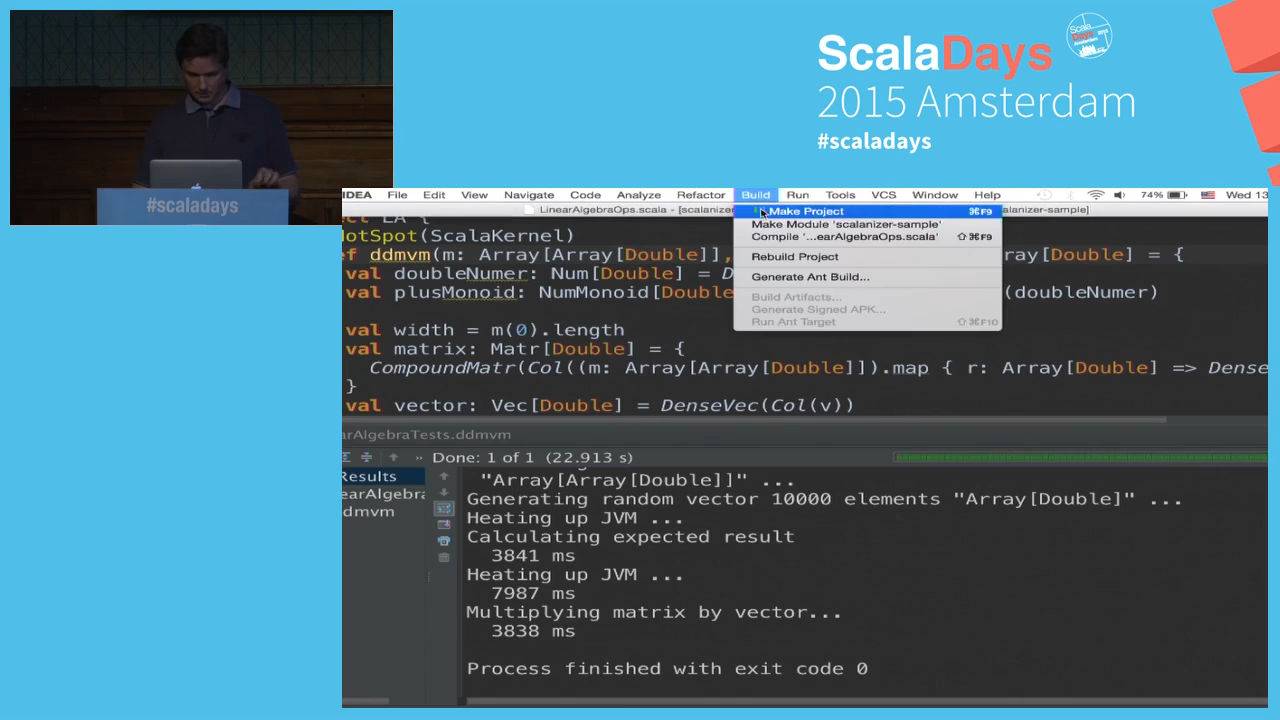 ScalaDays
Scala
Days
2015 Amsterdam
#scaladays
#scaladays
IDEA File Edit View Navigate Code Analyze Refactor Build Run Tools VCS Window Help 74% Wed 13
LinearAlgebraOps.scala - [scalanizer
alanizer-sample]
Make Project ⌘F9
Make Module 'scalanizer-sample'
Compile '...earAlgebraOps.scala' ⇧⌘F9
Rebuild Project
Generate Ant Build...
Build Artifacts...
Generate Signed APK...
Run Ant Target ⇧⌘F10
ct LA {
HotSpot(ScalaKernel)
ef ddmvm(m: Array[Array[Double]], ray[Double] = {
val doubleNumer: Num[Double] = D
val plusMonoid: NumMonoid[Double (doubleNumer)
val width = m(0).length
val matrix: Matr[Double] = {
CompoundMatr(Col((m: Array[Array[Double]]).map { r: Array[Double] => Dense
}
val vector: Vec[Double] = DenseVec(Col(v))
arAlgebraTests.ddmvm
» Done: 1 of 1 (22.913 s)
Results
earAlgebra
ddmvm
"Array[Array[Double]]" ...
Generating random vector 10000 elements "Array[Double]" ...
Heating up JVM ...
Calculating expected result
3841 ms
Heating up JVM ...
7987 ms
Multiplying matrix by vector...
3838 ms
Process finished with exit code 0